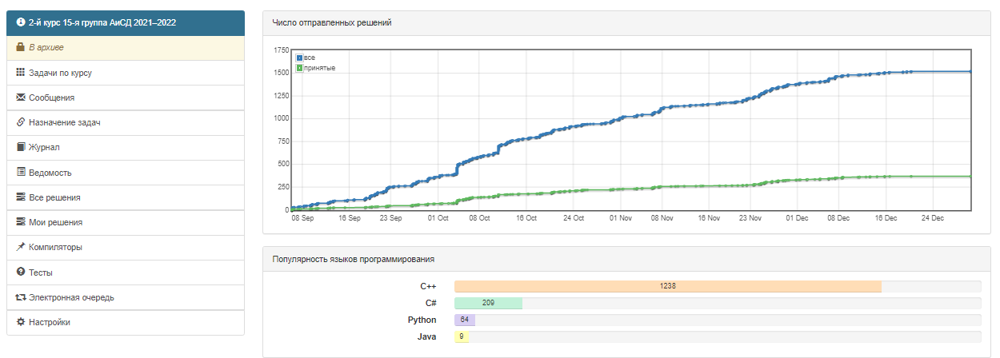 2-й курс 15-я группа АиСД 2021–2022
В архиве
Задачи по курсу
Сообщения
Назначение задач
Журнал
Ведомость
Все решения
Мои решения
Компиляторы
Тесты
Электронная очередь
Настройки
Число отправленных решений
1750
1500
1250
1000
750
500
250
0
все
принятые
08 Sep 16 Sep 23 Sep 01 Oct 08 Oct 16 Oct 24 Oct 01 Nov 08 Nov 16 Nov 23 Nov 01 Dec 08 Dec 16 Dec 24 Dec
Популярность языков программирования
C++ 1238
C# 209
Python 64
Java 9